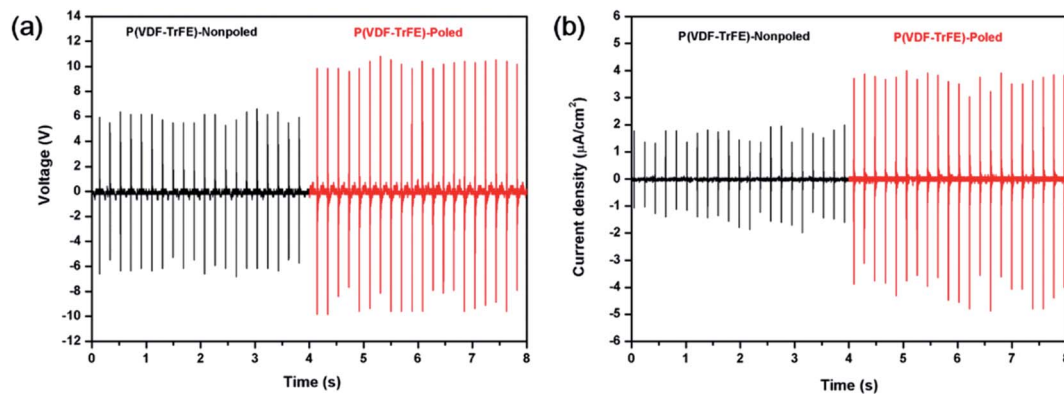 (a)
P(VDF-TrFE)-Nonpoled
P(VDF-TrFE)-Poled
Voltage (V)
14
12
10
8
6
4
2
0
-2
-4
-6
-8
-10
-12
0 1 2 3 4 5 6 7 8
Time (s)
(b)
P(VDF-TrFE)-Nonpoled
P(VDF-TrFE)-Poled
Current density (μA/cm²)
6
5
4
3
2
1
0
-1
-2
-3
-4
-5
-6
0 1 2 3 4 5 6 7 8
Time (s)